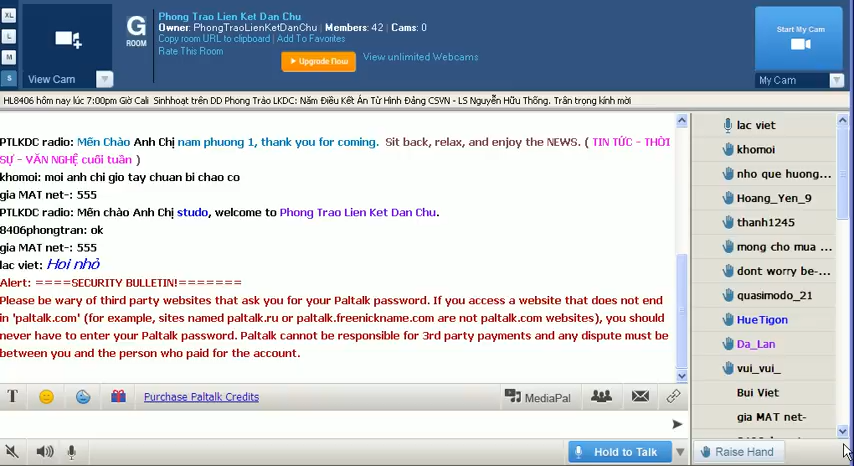 XL
L
M
S
View Cam
G
ROOM
Phong Trao Lien Ket Dan Chu
Owner: PhongTraoLienKetDanChu | Members: 42 | Cams: 0
Copy room URL to clipboard | Add To Favorites
Rate This Room
Upgrade Now
View unlimited Webcams
Start My Cam
My Cam
HL8406 hôm nay lúc 7:00pm Giờ Cali Sinhhoạt trên DD Phong Trào LKDC: Năm Điều Kết Án Tử Hình Đảng CSVN - LS Nguyễn Hữu Thống. Trân trọng kính mời
PTLKDC radio: Mến Chào Anh Chị nam phuong 1, thank you for coming. Sit back, relax, and enjoy the NEWS. ( TIN TỨC - THỜI
SỰ - VĂN NGHỆ cuối tuần )
khomoi: moi anh chi gio tay chuan bi chao co
gia MAT net-: 555
PTLKDC radio: Mến chào Anh Chị studo, welcome to Phong Trao Lien Ket Dan Chu.
8406phongtran: ok
gia MAT net-: 555
lac viet: Hoi nhỏ
Alert: ====SECURITY BULLETIN!=======
Please be wary of third party websites that ask you for your Paltalk password. If you access a website that does not end
in 'paltalk.com' (for example, sites named paltalk.ru or paltalk.freenickname.com are not paltalk.com websites), you should
never have to enter your Paltalk password. Paltalk cannot be responsible for 3rd party payments and any dispute must be
between you and the person who paid for the account.
lac viet
khomoi
nho que huong...
Hoang_Yen_9
thanh1245
mong cho mua ...
dont worry be-...
quasimodo_21
HueTigon
Da_Lan
vui_vui_
Bui Viet
gia MAT net-
T
Purchase Paltalk Credits
MediaPal
Hold to Talk
Raise Hand